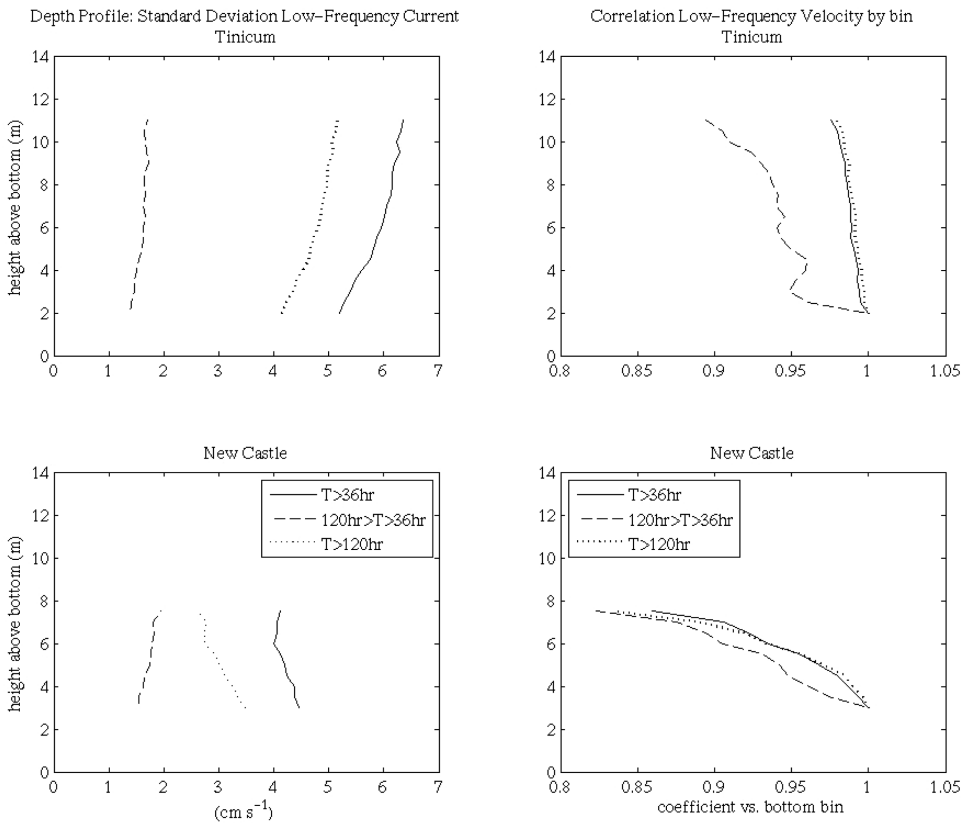 Depth Profile: Standard Deviation Low-Frequency Current
Tinicum
14
12
10
8
6
4
2
0
height above bottom (m)
0 1 2 3 4 5 6 7
Correlation Low-Frequency Velocity by bin
Tinicum
14
12
10
8
6
4
2
0
0.8 0.85 0.9 0.95 1 1.05
New Castle
14
12
10
8
6
4
2
0
height above bottom (m)
T>36hr
120hr>T>36hr
T>120hr
0 1 2 3 4 5 6 7
(cm s⁻¹)
New Castle
14
12
10
8
6
4
2
0
T>36hr
120hr>T>36hr
T>120hr
0.8 0.85 0.9 0.95 1 1.05
coefficient vs. bottom bin